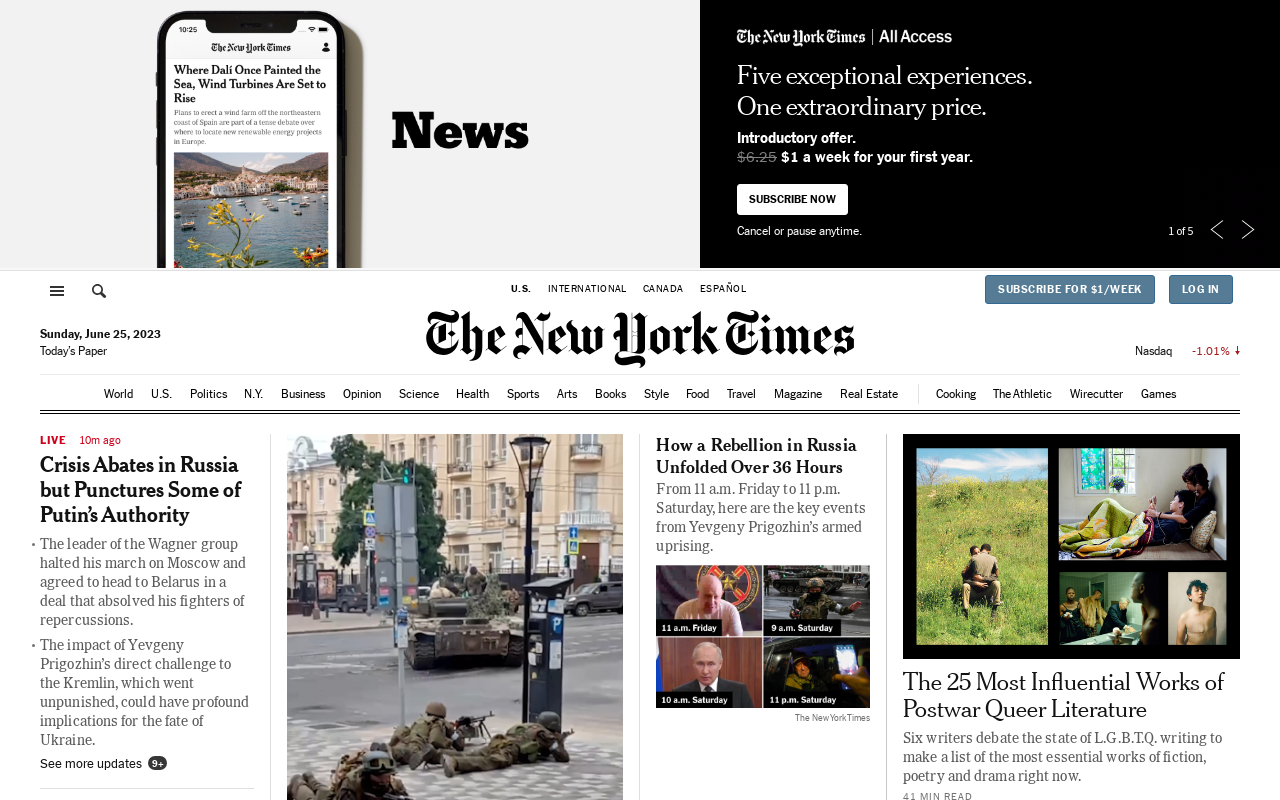 10:25
The New York Times
Where Dalí Once Painted the
Sea, Wind Turbines Are Set to
Rise
Plans to erect a wind farm off the northeastern
coast of Spain are part of a tense debate over
where to locate new renewable energy projects
in Europe.
News
The New York Times | All Access
Five exceptional experiences.
One extraordinary price.
Introductory offer.
$6.25 $1 a week for your first year.
SUBSCRIBE NOW
Cancel or pause anytime.
1 of 5
U.S. INTERNATIONAL CANADA ESPAÑOL
SUBSCRIBE FOR $1/WEEK
LOG IN
Sunday, June 25, 2023
Today's Paper
The New York Times
Nasdaq -1.01% ↓
World U.S. Politics N.Y. Business Opinion Science Health Sports Arts Books Style Food Travel Magazine Real Estate Cooking The Athletic Wirecutter Games
LIVE 10m ago
Crisis Abates in Russia
but Punctures Some of
Putin's Authority
• The leader of the Wagner group
halted his march on Moscow and
agreed to head to Belarus in a
deal that absolved his fighters of
repercussions.
• The impact of Yevgeny
Prigozhin's direct challenge to
the Kremlin, which went
unpunished, could have profound
implications for the fate of
Ukraine.
See more updates 9+
How a Rebellion in Russia
Unfolded Over 36 Hours
From 11 a.m. Friday to 11 p.m.
Saturday, here are the key events
from Yevgeny Prigozhin's armed
uprising.
11 a.m. Friday
9 a.m. Saturday
10 a.m. Saturday
11 p.m. Saturday
The New York Times
The 25 Most Influential Works of
Postwar Queer Literature
Six writers debate the state of L.G.B.T.Q. writing to
make a list of the most essential works of fiction,
poetry and drama right now.
41 MIN READ